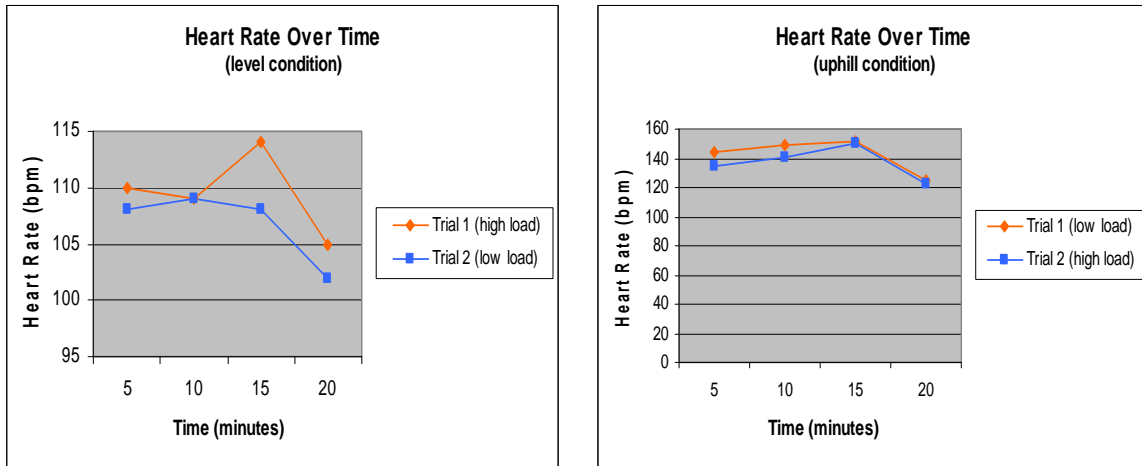 Heart Rate Over Time
(level condition)
115
110
105
100
95
Heart Rate (bpm)
5 10 15 20
Time (minutes)
Trial 1 (high load)
Trial 2 (low load)
Heart Rate Over Time
(uphill condition)
160
140
120
100
80
60
40
20
0
Heart Rate (bpm)
5 10 15 20
Time (minutes)
Trial 1 (low load)
Trial 2 (high load)